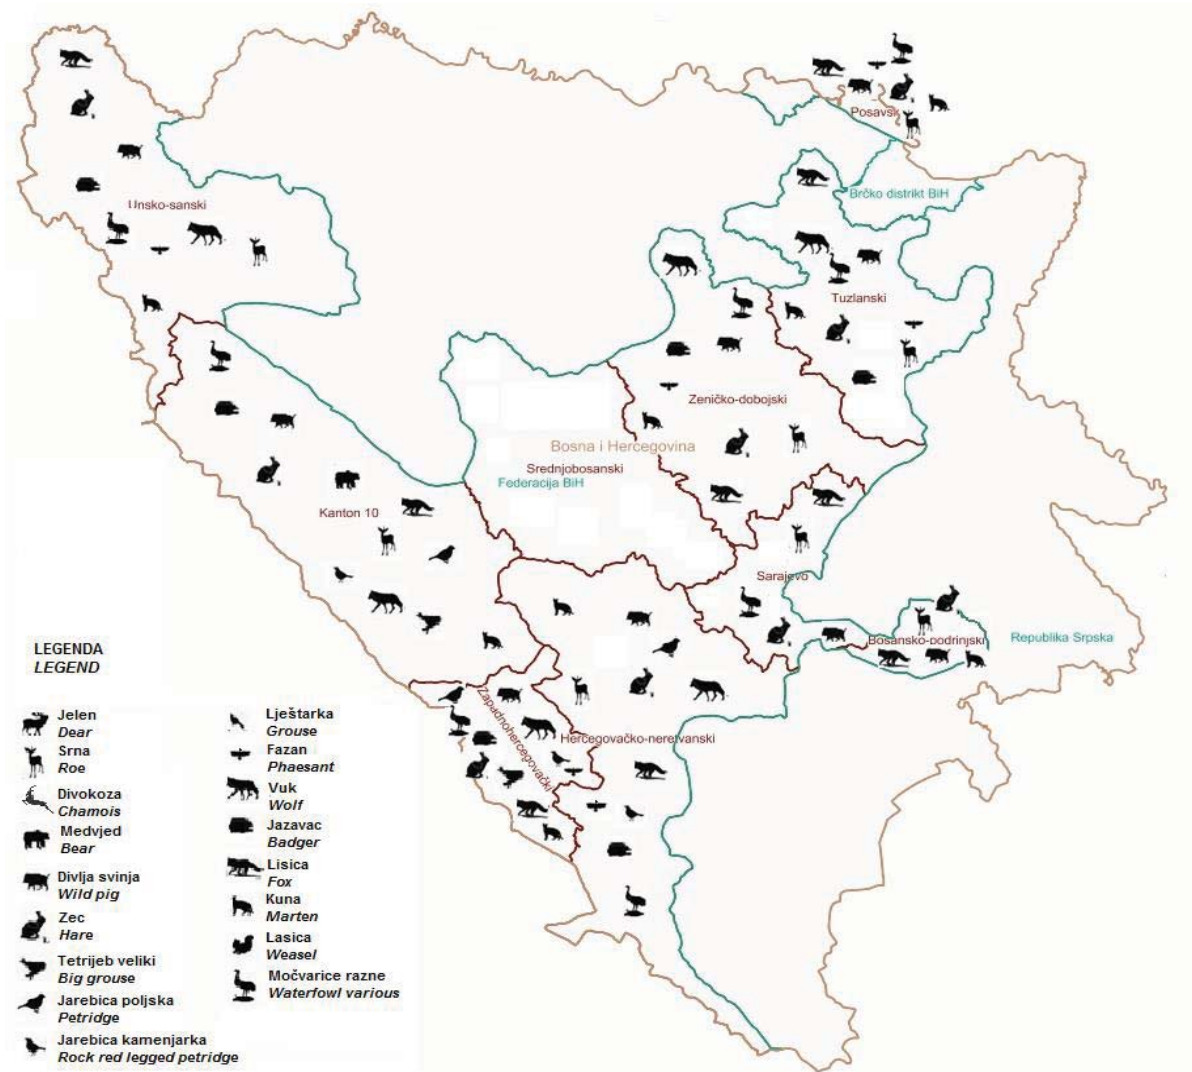 Posavsk
Brčko distrikt BiH
Unsko-sanski
Tuzlanski
Zeničko-dobojski
Bosna i Hercegovina
Srednjobosanski
Federacija BiH
Kanton 10
Sarajevo
Bosansko-podrinjski
Republika Srpska
Zapadnohercegovački
Hercegovačko-neretvanski
LEGENDA
LEGEND
Jelen
Dear
Srna
Roe
Divokoza
Chamois
Medvjed
Bear
Divlja svinja
Wild pig
Zec
Hare
Tetrijeb veliki
Big grouse
Jarebica poljska
Petridge
Jarebica kamenjarka
Rock red legged petridge
Lještarka
Grouse
Fazan
Phaesant
Vuk
Wolf
Jazavac
Badger
Lisica
Fox
Kuna
Marten
Lasica
Weasel
Močvarice razne
Waterfowl various